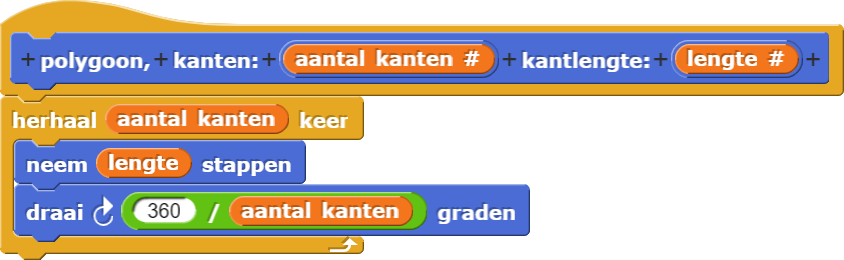 + polygoon, + kanten: + aantal kanten # + kantlengte: + lengte # +
herhaal aantal kanten keer
neem lengte stappen
draai ↻ 360 / aantal kanten graden